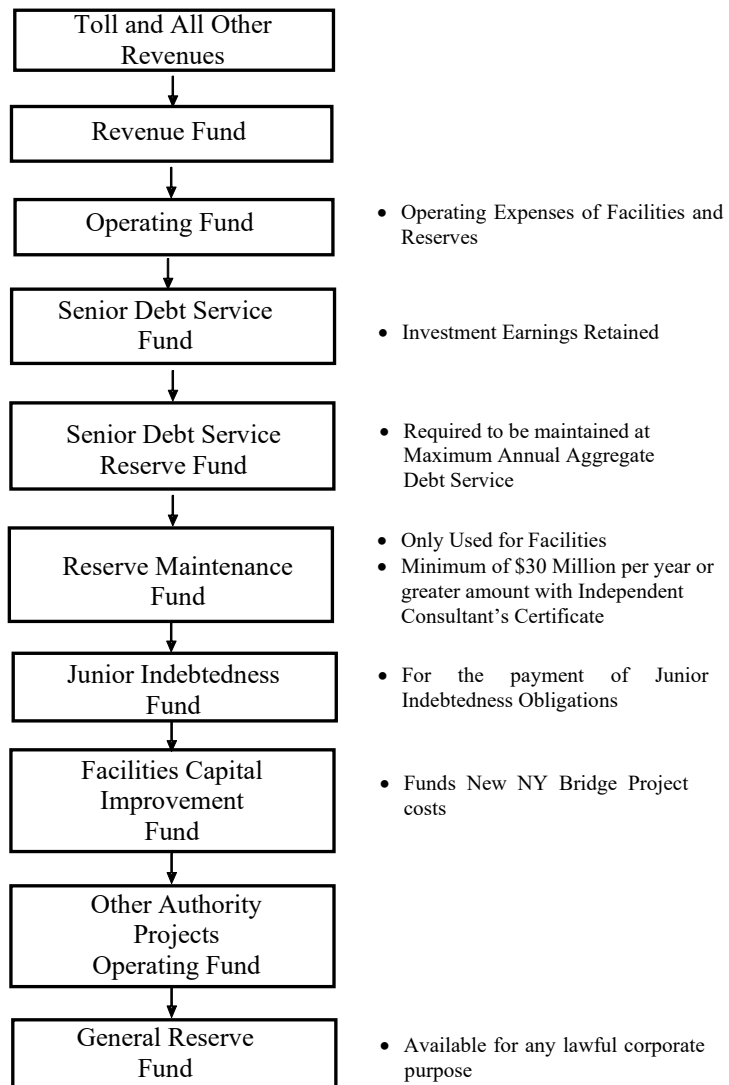 Toll and All Other
Revenues
Revenue Fund
Operating Fund
• Operating Expenses of Facilities and
Reserves
Senior Debt Service
Fund
• Investment Earnings Retained
Senior Debt Service
Reserve Fund
• Required to be maintained at
Maximum Annual Aggregate
Debt Service
Reserve Maintenance
Fund
• Only Used for Facilities
• Minimum of $30 Million per year or
greater amount with Independent
Consultant’s Certificate
Junior Indebtedness
Fund
• For the payment of Junior
Indebtedness Obligations
Facilities Capital
Improvement
Fund
• Funds New NY Bridge Project
costs
Other Authority
Projects
Operating Fund
General Reserve
Fund
• Available for any lawful corporate
purpose